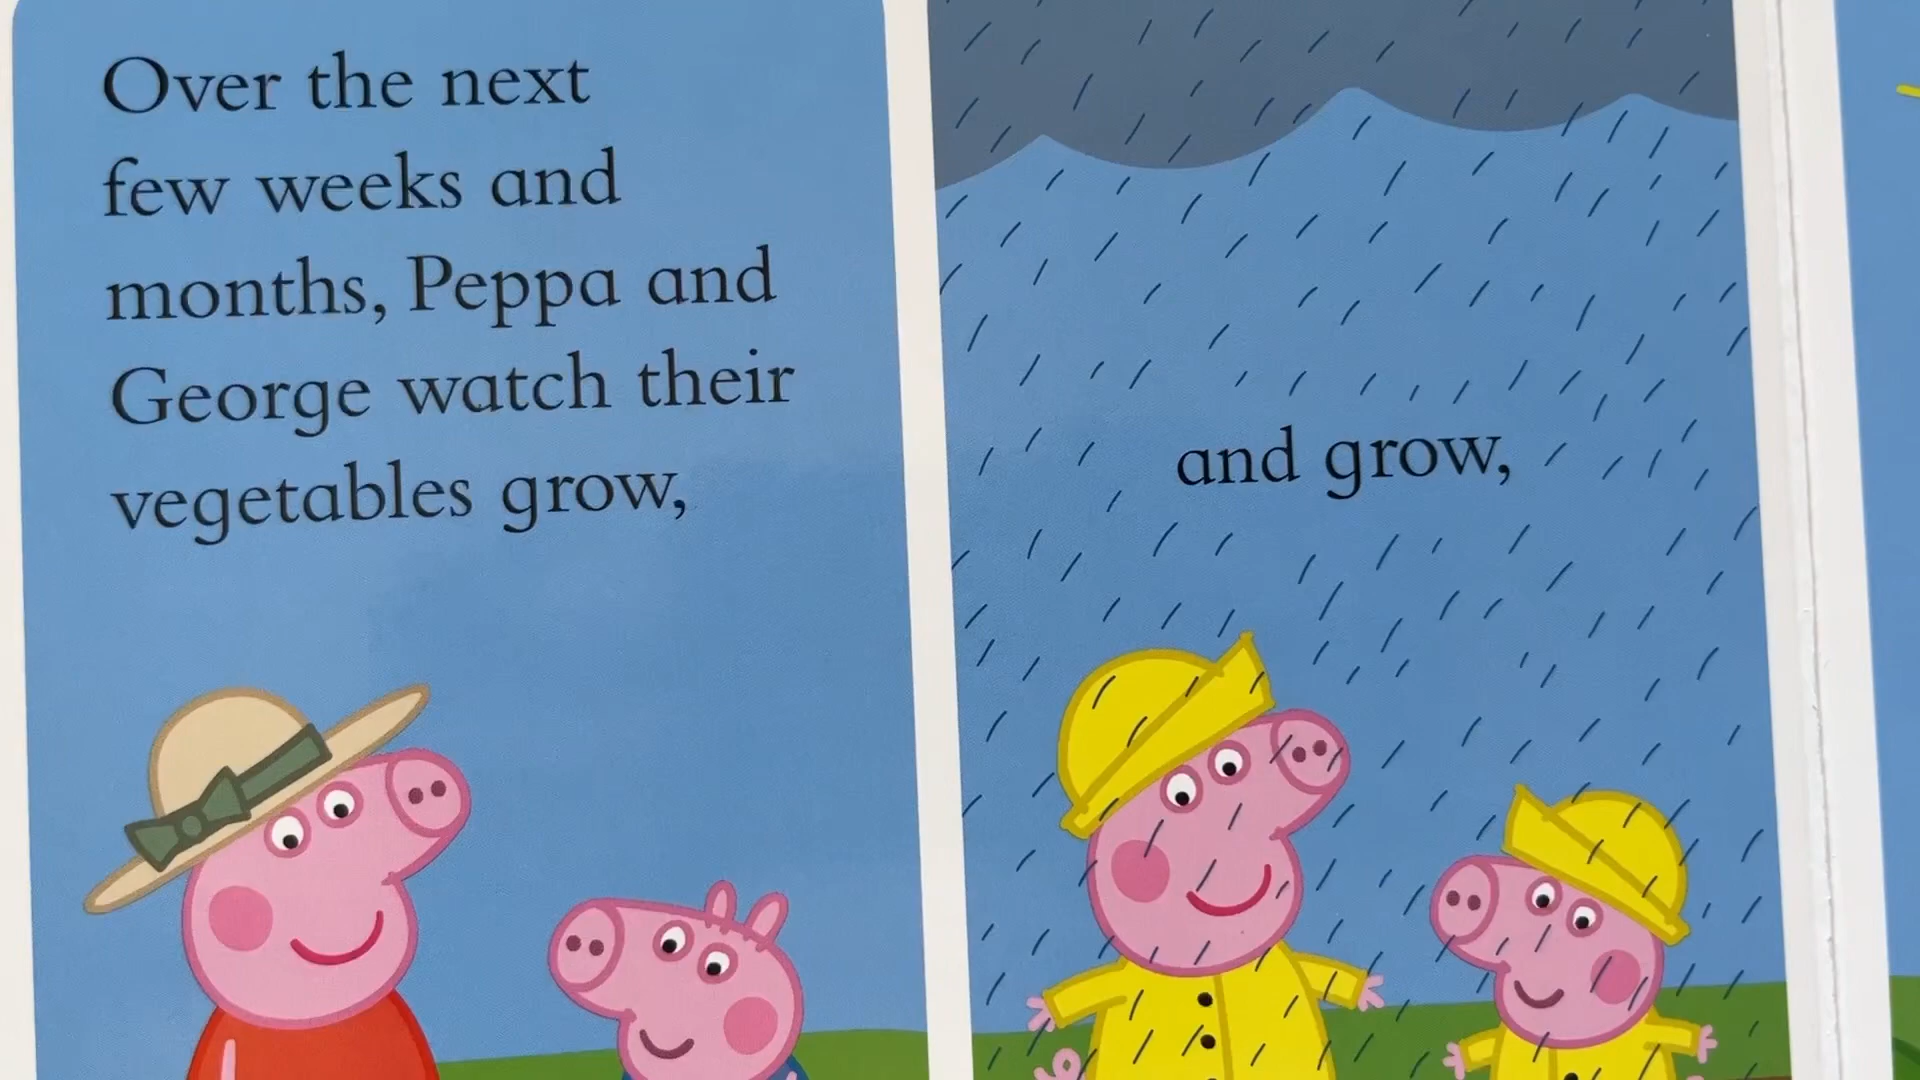 Over the next
few weeks and
months, Peppa and
George watch their
vegetables grow,
and grow,